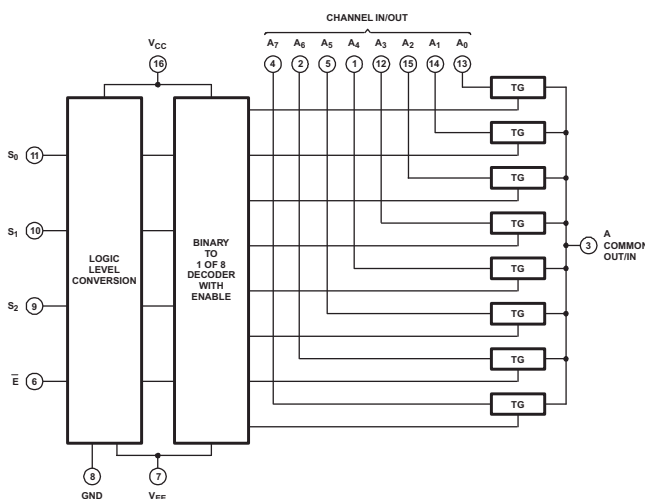 CHANNEL IN/OUT
VCC
A7 A6 A5 A4 A3 A2 A1 A0
16
4 2 5 1 12 15 14 13
TG
TG
S0 11
TG
TG
S1 10
LOGIC
LEVEL
CONVERSION
BINARY
TO
1 OF 8
DECODER
WITH
ENABLE
3
A
COMMON
OUT/IN
TG
S2 9
TG
TG
E̅ 6
TG
8
7
GND
VEE